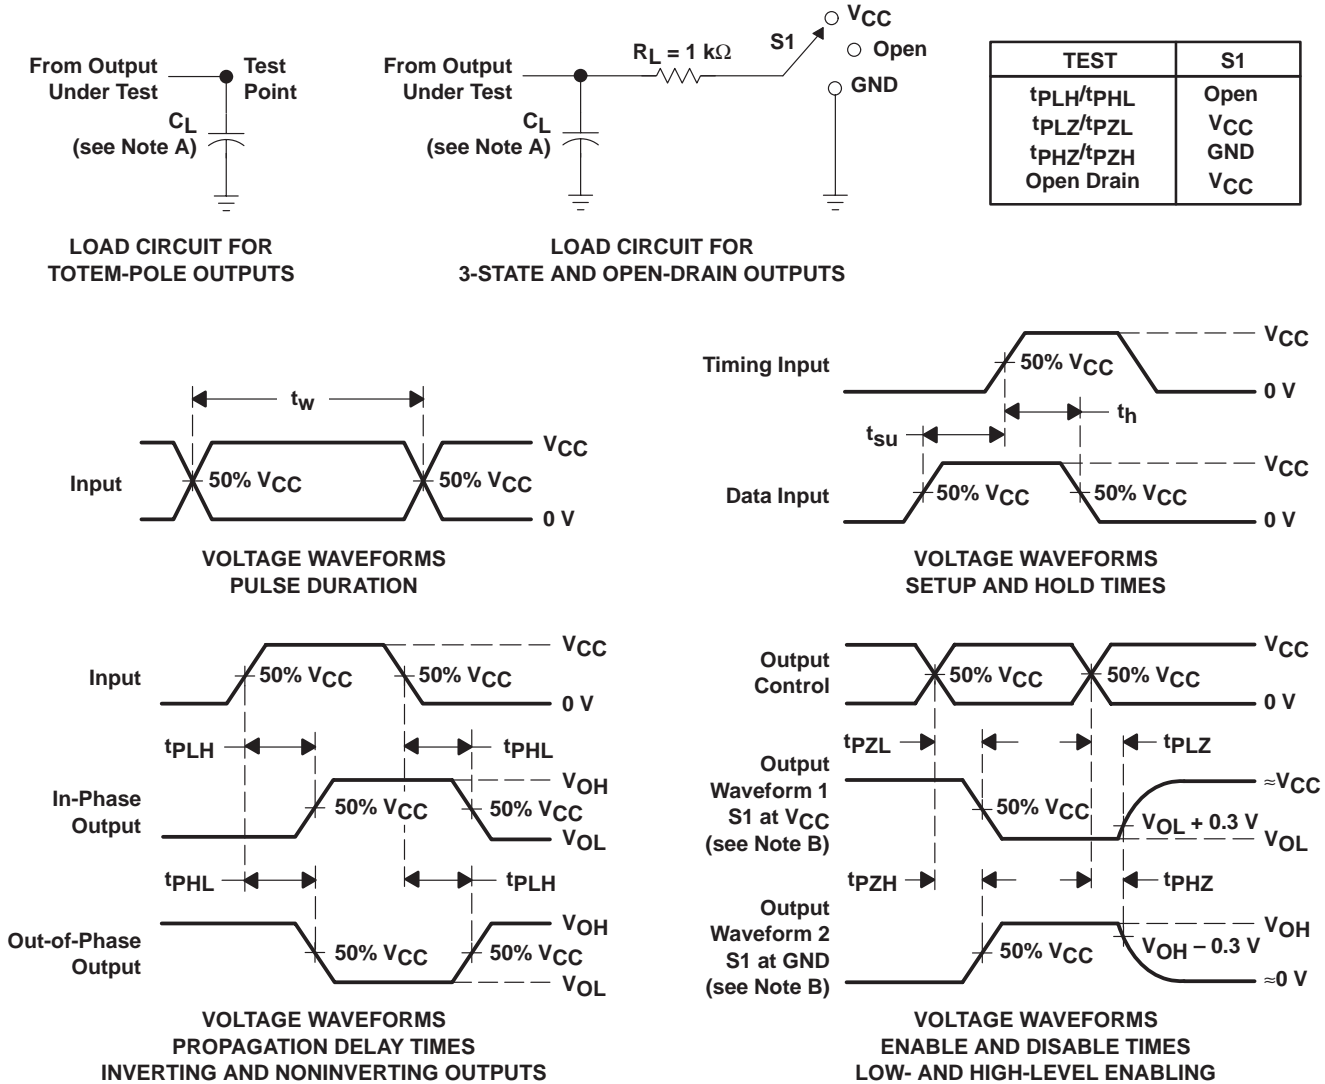 From Output
Under Test
Test
Point
CL
(see Note A)
LOAD CIRCUIT FOR
TOTEM-POLE OUTPUTS
From Output
Under Test
CL
(see Note A)
RL = 1 kΩ
S1
VCC
Open
GND
LOAD CIRCUIT FOR
3-STATE AND OPEN-DRAIN OUTPUTS
TEST S1
tPLH/tPHL Open
tPLZ/tPZL VCC
tPHZ/tPZH GND
Open Drain VCC
tw
Input
50% VCC
50% VCC
VCC
0 V
VOLTAGE WAVEFORMS
PULSE DURATION
Timing Input
50% VCC
VCC
0 V
th
tsu
Data Input
50% VCC
50% VCC
VCC
0 V
VOLTAGE WAVEFORMS
SETUP AND HOLD TIMES
Input
50% VCC
50% VCC
VCC
0 V
tPLH
tPHL
In-Phase
Output
50% VCC
50% VCC
VOH
VOL
tPHL
tPLH
Out-of-Phase
Output
50% VCC
50% VCC
VOH
VOL
VOLTAGE WAVEFORMS
PROPAGATION DELAY TIMES
INVERTING AND NONINVERTING OUTPUTS
Output
Control
50% VCC
50% VCC
VCC
0 V
tPZL
tPLZ
Output
Waveform 1
S1 at VCC
(see Note B)
50% VCC
≈VCC
VOL + 0.3 V
VOL
tPZH
tPHZ
Output
Waveform 2
S1 at GND
(see Note B)
50% VCC
VOH
VOH − 0.3 V
≈0 V
VOLTAGE WAVEFORMS
ENABLE AND DISABLE TIMES
LOW- AND HIGH-LEVEL ENABLING